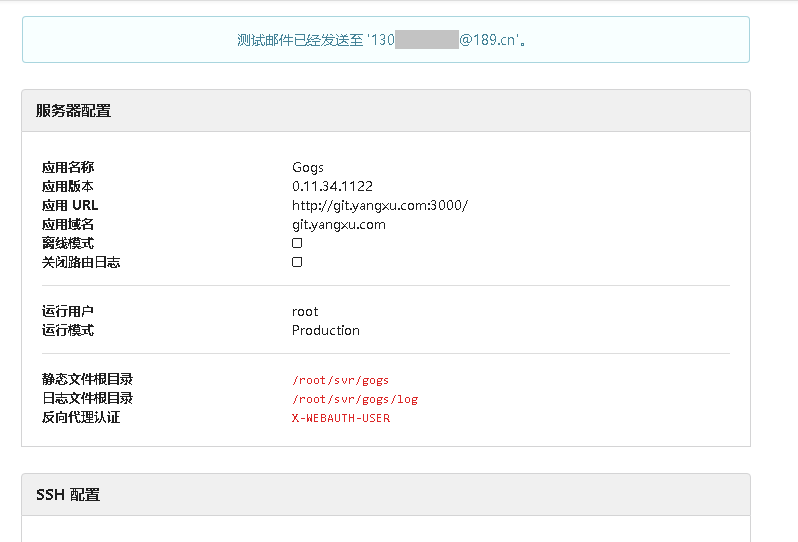 测试邮件已经发送至 '130@189.cn'。
服务器配置
应用名称 Gogs
应用版本 0.11.34.1122
应用 URL http://git.yangxu.com:3000/
应用域名 git.yangxu.com
离线模式
关闭路由日志
运行用户 root
运行模式 Production
静态文件根目录 /root/svr/gogs
日志文件根目录 /root/svr/gogs/log
反向代理认证 X-WEBAUTH-USER
SSH 配置